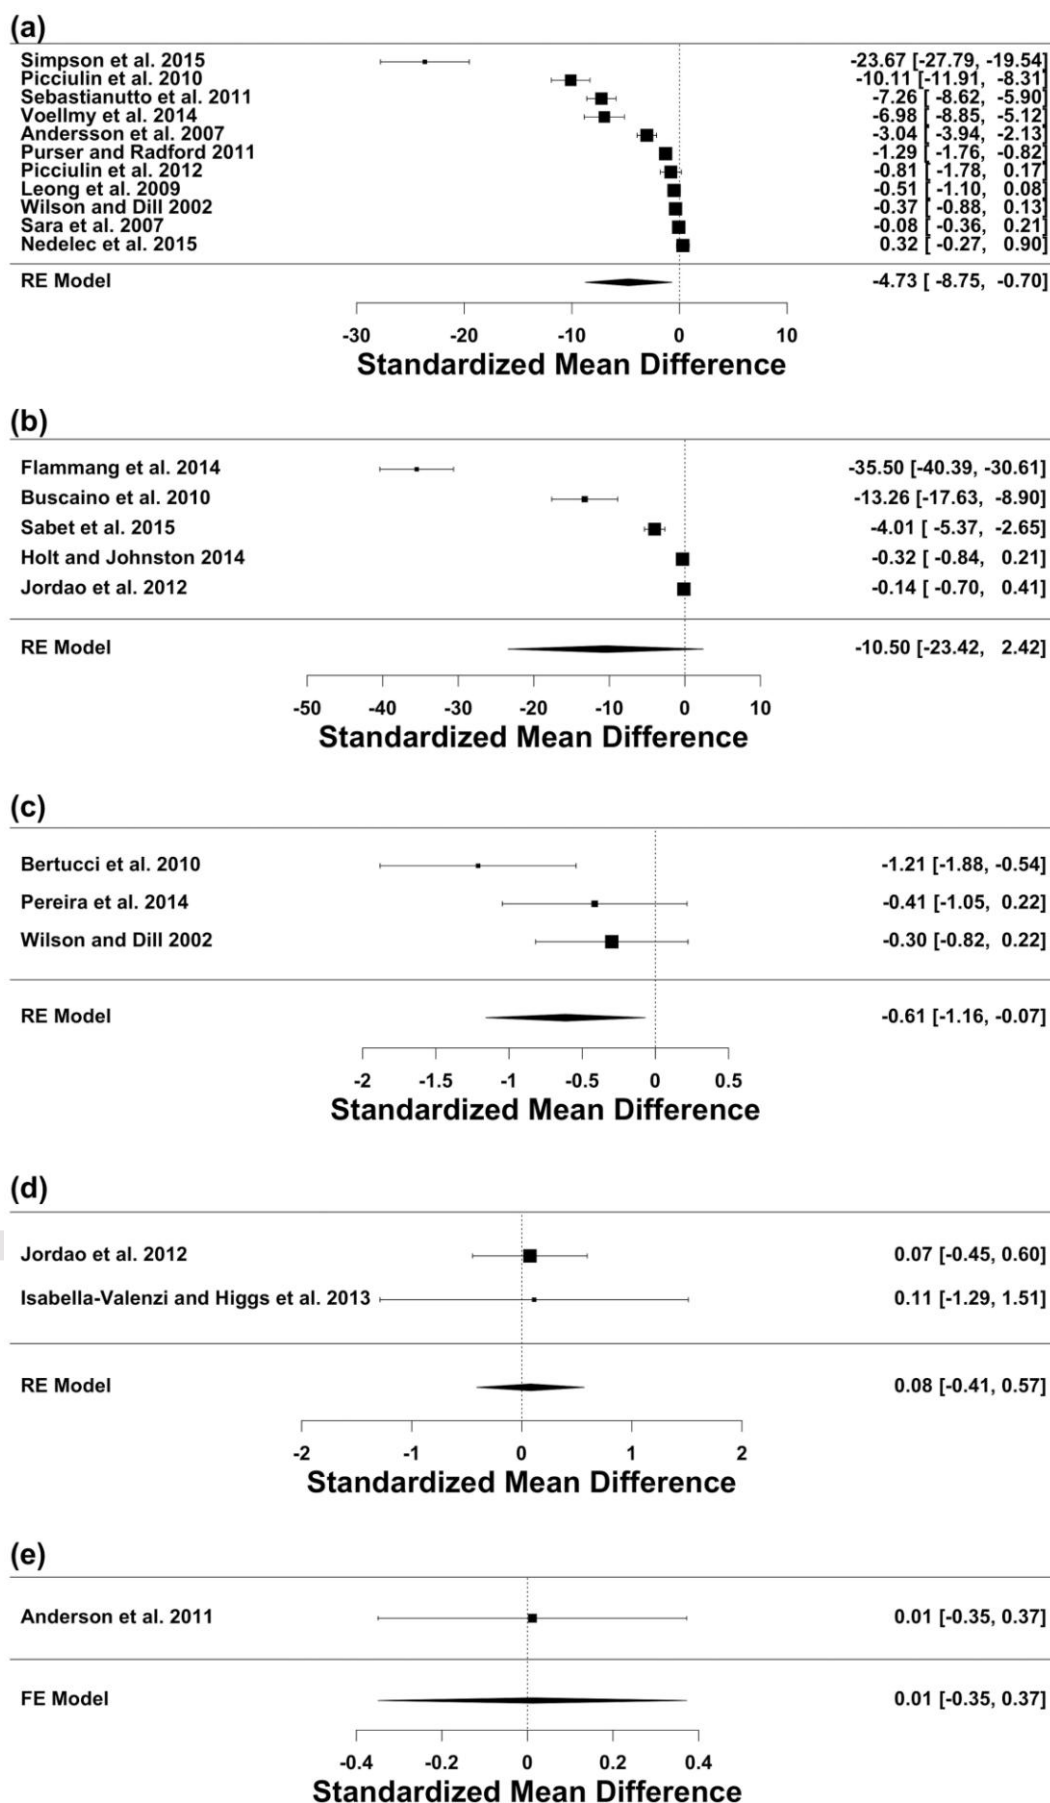 (a)
Simpson et al. 2015 -23.67 [-27.79, -19.54]
Picciulin et al. 2010 -10.11 [-11.91, -8.31]
Sebastianutto et al. 2011 -7.26 [ -8.62, -5.90]
Voellmy et al. 2014 -6.98 [ -8.85, -5.12]
Andersson et al. 2007 -3.04 [ -3.94, -2.13]
Purser and Radford 2011 -1.29 [ -1.76, -0.82]
Picciulin et al. 2012 -0.81 [ -1.78, 0.17]
Leong et al. 2009 -0.51 [ -1.10, 0.08]
Wilson and Dill 2002 -0.37 [ -0.88, 0.13]
Sara et al. 2007 -0.08 [ -0.36, 0.21]
Nedelec et al. 2015 0.32 [ -0.27, 0.90]
RE Model -4.73 [ -8.75, -0.70]
-30 -20 -10 0 10
Standardized Mean Difference
(b)
Flammang et al. 2014 -35.50 [-40.39, -30.61]
Buscaino et al. 2010 -13.26 [-17.63, -8.90]
Sabet et al. 2015 -4.01 [ -5.37, -2.65]
Holt and Johnston 2014 -0.32 [ -0.84, 0.21]
Jordao et al. 2012 -0.14 [ -0.70, 0.41]
RE Model -10.50 [-23.42, 2.42]
-50 -40 -30 -20 -10 0 10
Standardized Mean Difference
(c)
Bertucci et al. 2010 -1.21 [-1.88, -0.54]
Pereira et al. 2014 -0.41 [-1.05, 0.22]
Wilson and Dill 2002 -0.30 [-0.82, 0.22]
RE Model -0.61 [-1.16, -0.07]
-2 -1.5 -1 -0.5 0 0.5
Standardized Mean Difference
(d)
Jordao et al. 2012 0.07 [-0.45, 0.60]
Isabella-Valenzi and Higgs et al. 2013 0.11 [-1.29, 1.51]
RE Model 0.08 [-0.41, 0.57]
-2 -1 0 1 2
Standardized Mean Difference
(e)
Anderson et al. 2011 0.01 [-0.35, 0.37]
FE Model 0.01 [-0.35, 0.37]
-0.4 -0.2 0 0.2 0.4
Standardized Mean Difference